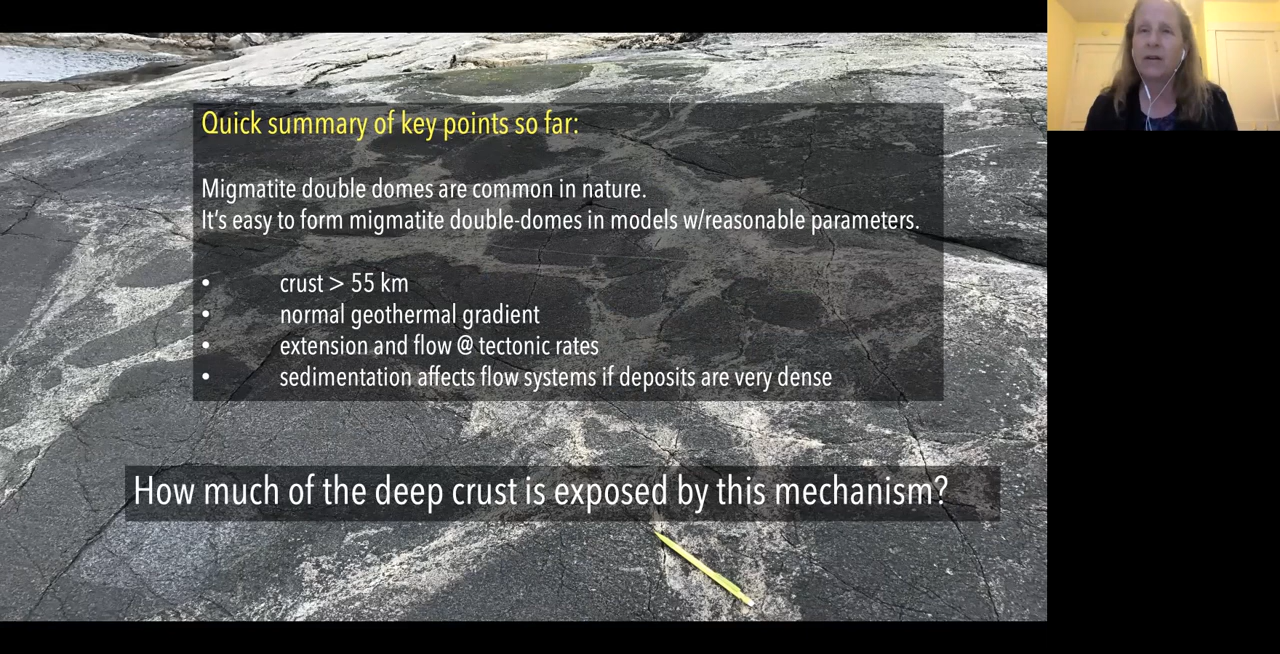 Quick summary of key points so far:
Migmatite double domes are common in nature.
It's easy to form migmatite double-domes in models w/reasonable parameters.
• crust > 55 km
• normal geothermal gradient
• extension and flow @ tectonic rates
• sedimentation affects flow systems if deposits are very dense
How much of the deep crust is exposed by this mechanism?